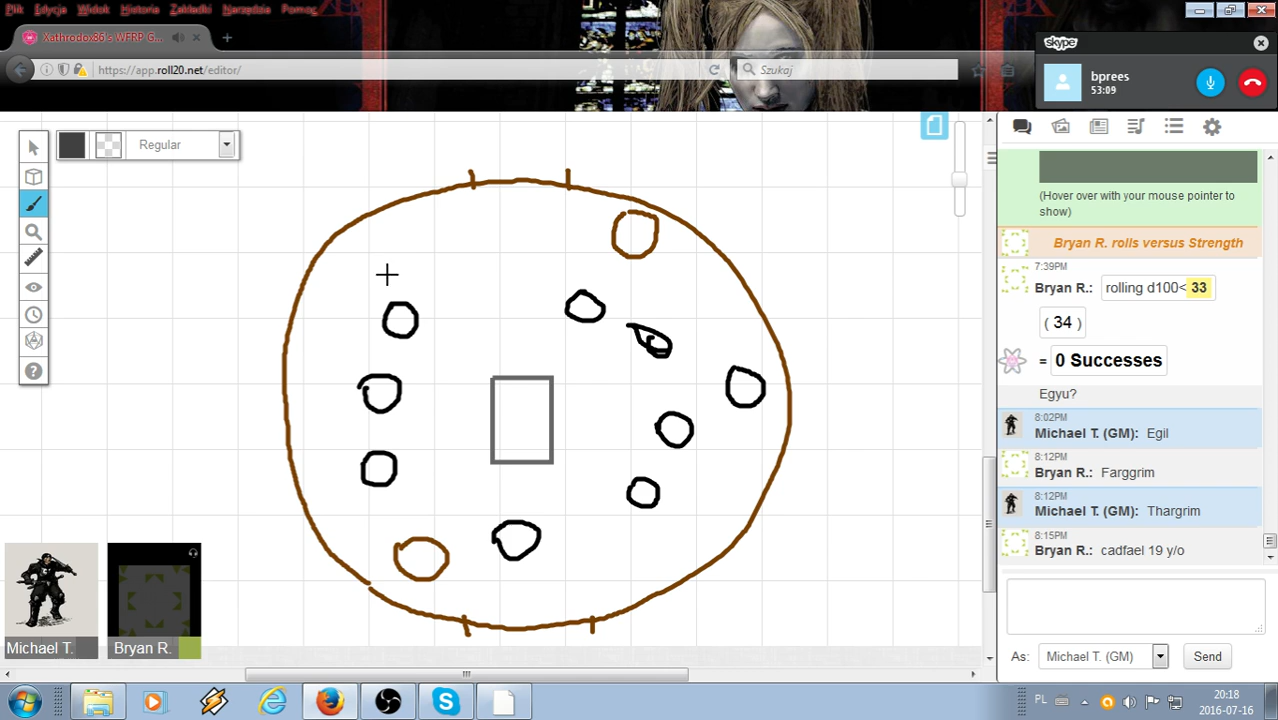 Plik Edycja Widok Historia Zakładki Narzędzia Pomoc
Xathrodox86's WFRP G...
https://app.roll20.net/editor/
Szukaj
skype
bprees
53:09
Regular
(Hover over with your mouse pointer to
show)
Bryan R. rolls versus Strength
7:39PM
Bryan R.: rolling d100< 33
( 34 )
= 0 Successes
Egyu?
8:02PM
Michael T. (GM): Egil
8:12PM
Bryan R.: Farggrim
8:12PM
Michael T. (GM): Thargrim
8:15PM
Bryan R.: cadfael 19 y/o
Michael T.
Bryan R.
As: Michael T. (GM) Send
PL
20:18
2016-07-16